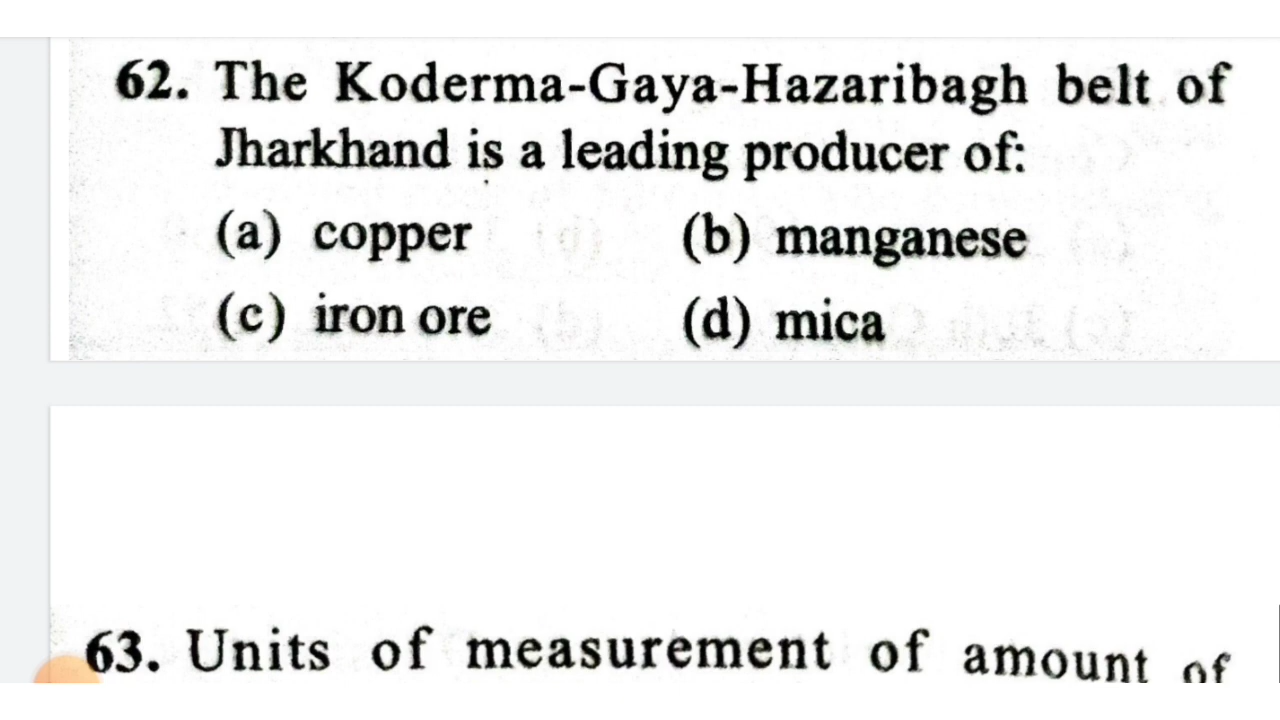 62. The Koderma-Gaya-Hazaribagh belt of
Jharkhand is a leading producer of:
(a) copper (b) manganese
(c) iron ore (d) mica
63. Units of measurement of amount of